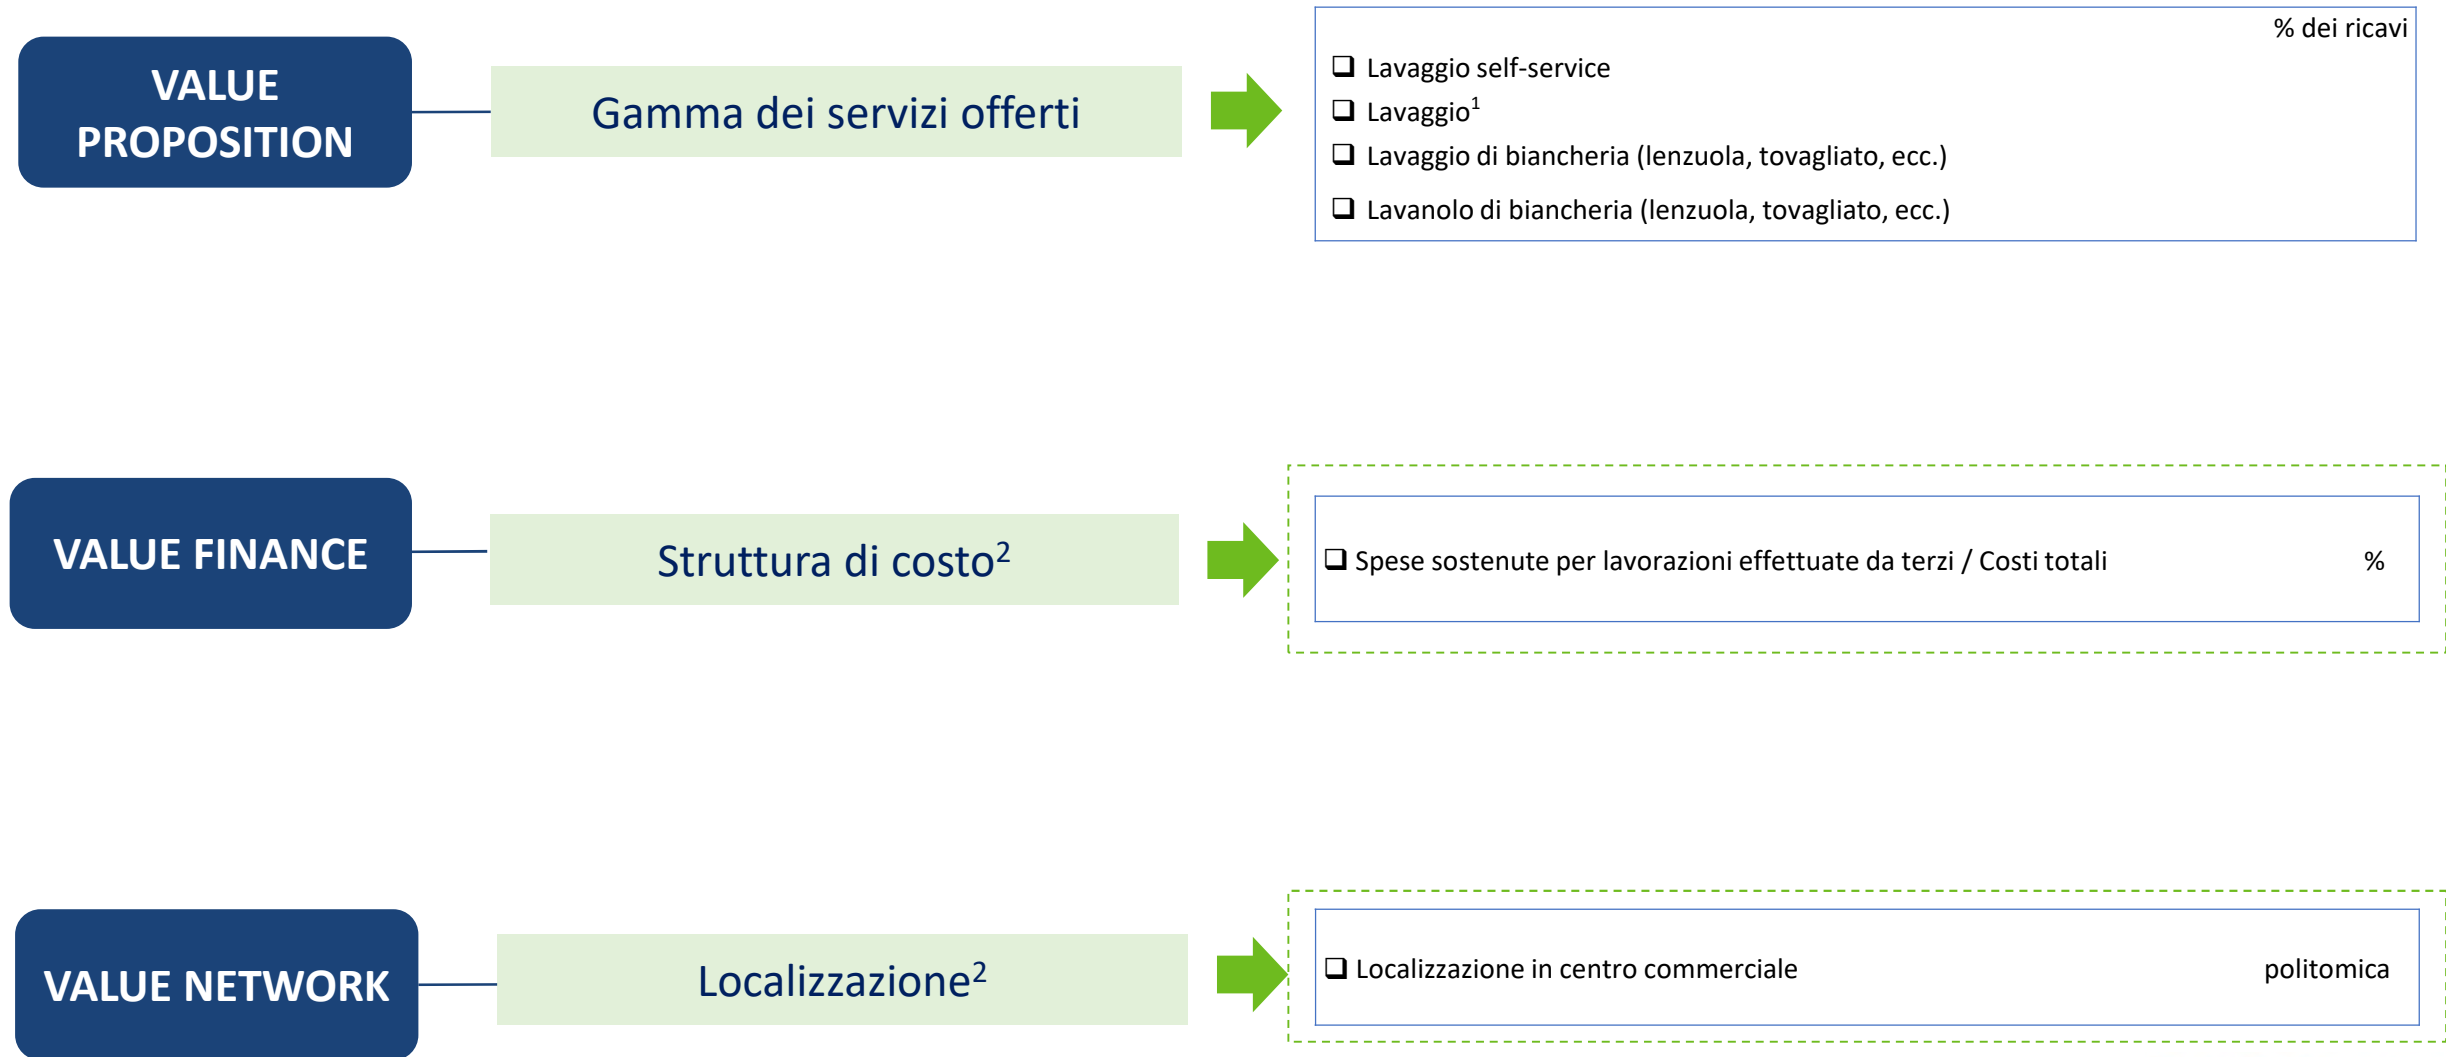 VALUE
PROPOSITION
Gamma dei servizi offerti
% dei ricavi
❑ Lavaggio self-service
❑ Lavaggio¹
❑ Lavaggio di biancheria (lenzuola, tovagliato, ecc.)
❑ Lavanolo di biancheria (lenzuola, tovagliato, ecc.)
VALUE FINANCE
Struttura di costo²
❑ Spese sostenute per lavorazioni effettuate da terzi / Costi totali %
VALUE NETWORK
Localizzazione²
❑ Localizzazione in centro commerciale politomica